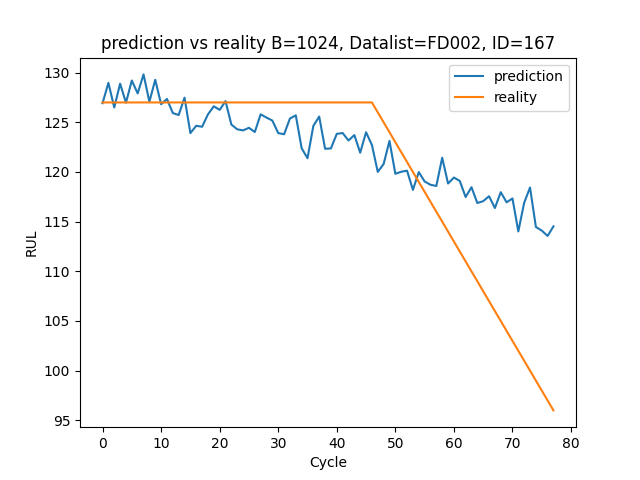 prediction vs reality B=1024, Datalist=FD002, ID=167
prediction
reality
130
125
120
115
110
105
100
95
RUL
0 10 20 30 40 50 60 70 80
Cycle